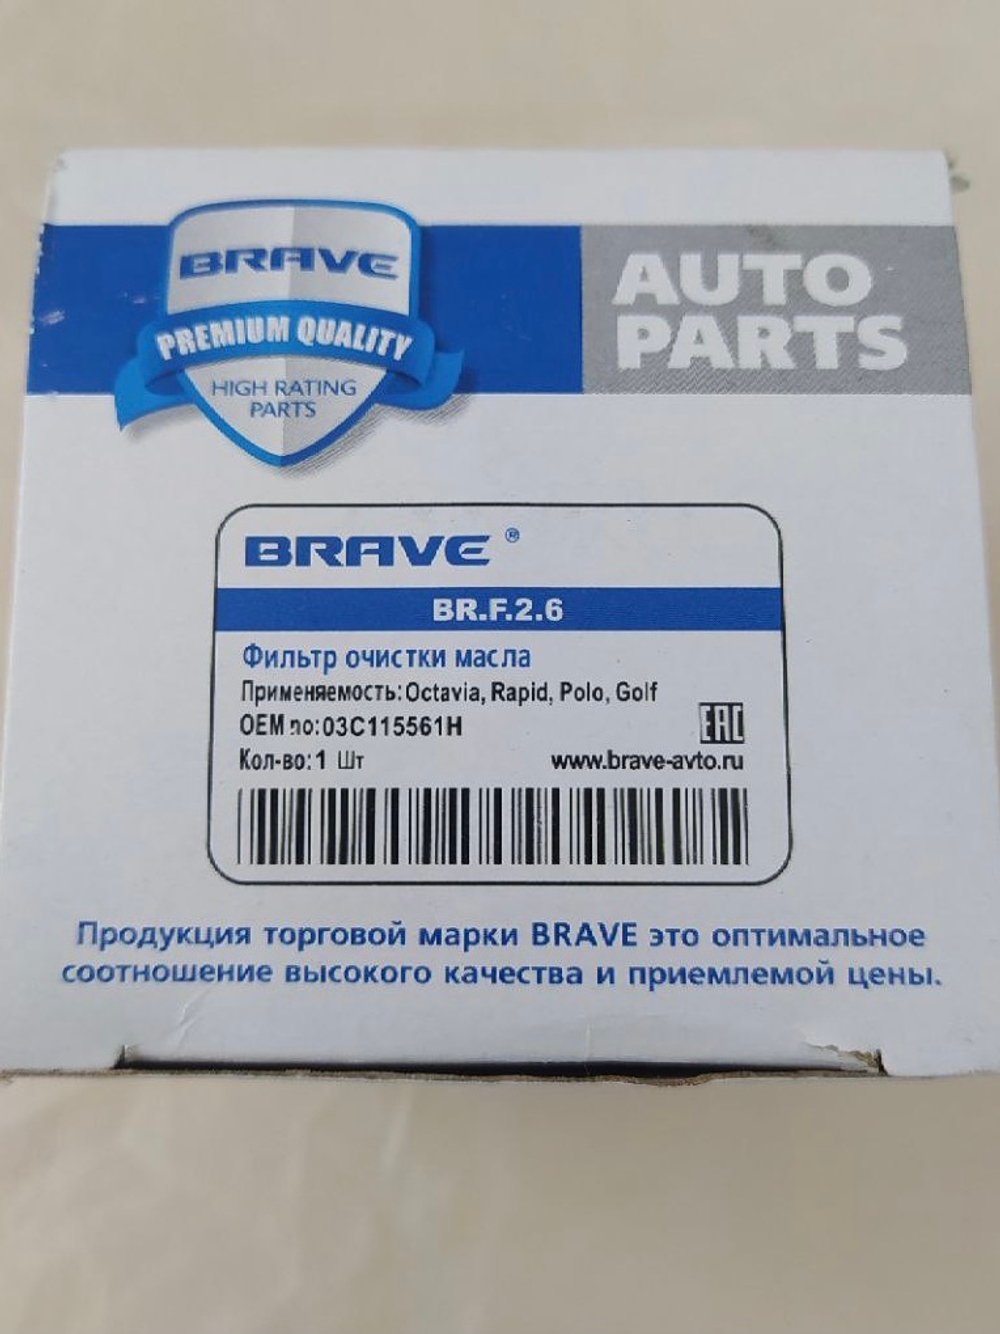 BRAVE
PREMIUM QUALITY
HIGH RATING
PARTS
AUTO
PARTS
BRAVE ®
BR.F.2.6
Фильтр очистки масла
Применяемость: Octavia, Rapid, Polo, Golf
OEM по: 03C115561H
EAC
Кол-во: 1 Шт
www.brave-avto.ru
Продукция торговой марки BRAVE это оптимальное
соотношение высокого качества и приемлемой цены.